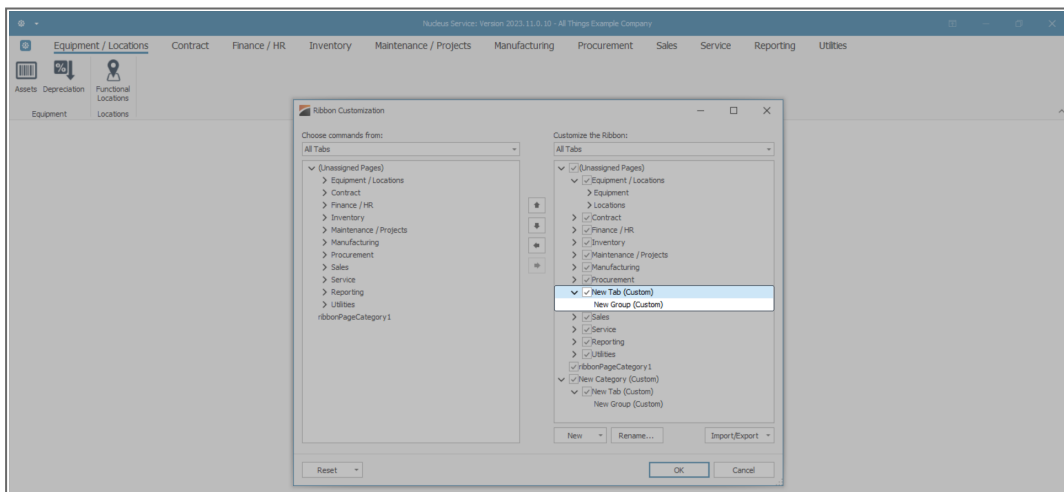 Nucleus Service: Version 2023.11.0.10 - All Things Example Company
Equipment / Locations Contract Finance / HR Inventory Maintenance / Projects Manufacturing Procurement Sales Service Reporting Utilities
Assets Depreciation Functional
Locations
Equipment Locations
Ribbon Customization
Choose commands from:
All Tabs
(Unassigned Pages)
Equipment / Locations
Contract
Finance / HR
Inventory
Maintenance / Projects
Manufacturing
Procurement
Sales
Service
Reporting
Utilities
ribbonPageCategory1
Customize the Ribbon:
All Tabs
(Unassigned Pages)
Equipment / Locations
Equipment
Locations
Contract
Finance / HR
Inventory
Maintenance / Projects
Manufacturing
Procurement
New Tab (Custom)
New Group (Custom)
Sales
Service
Reporting
Utilities
ribbonPageCategory1
New Category (Custom)
New Tab (Custom)
New Group (Custom)
New Rename... Import/Export
Reset OK Cancel